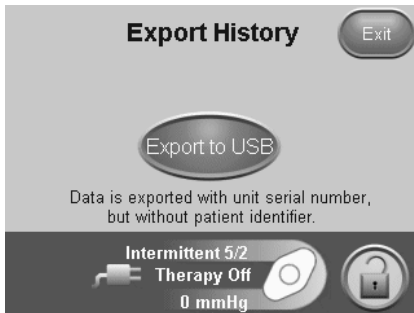 Export History
Exit
Export to USB
Data is exported with unit serial number,
but without patient identifier.
Intermittent 5/2
Therapy Off
0 mmHg